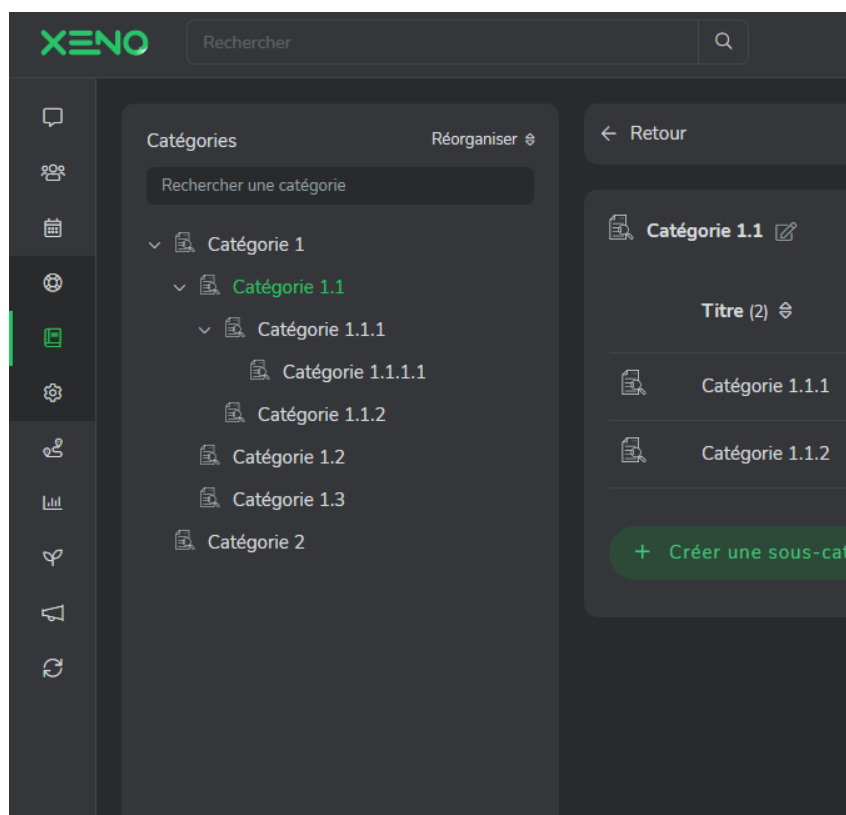 XENO
Rechercher
Catégories
Réorganiser
Rechercher une catégorie
Catégorie 1
Catégorie 1.1
Catégorie 1.1.1
Catégorie 1.1.1.1
Catégorie 1.1.2
Catégorie 1.2
Catégorie 1.3
Catégorie 2
← Retour
Catégorie 1.1
Titre (2)
Catégorie 1.1.1
Catégorie 1.1.2
+ Créer une sous-cat